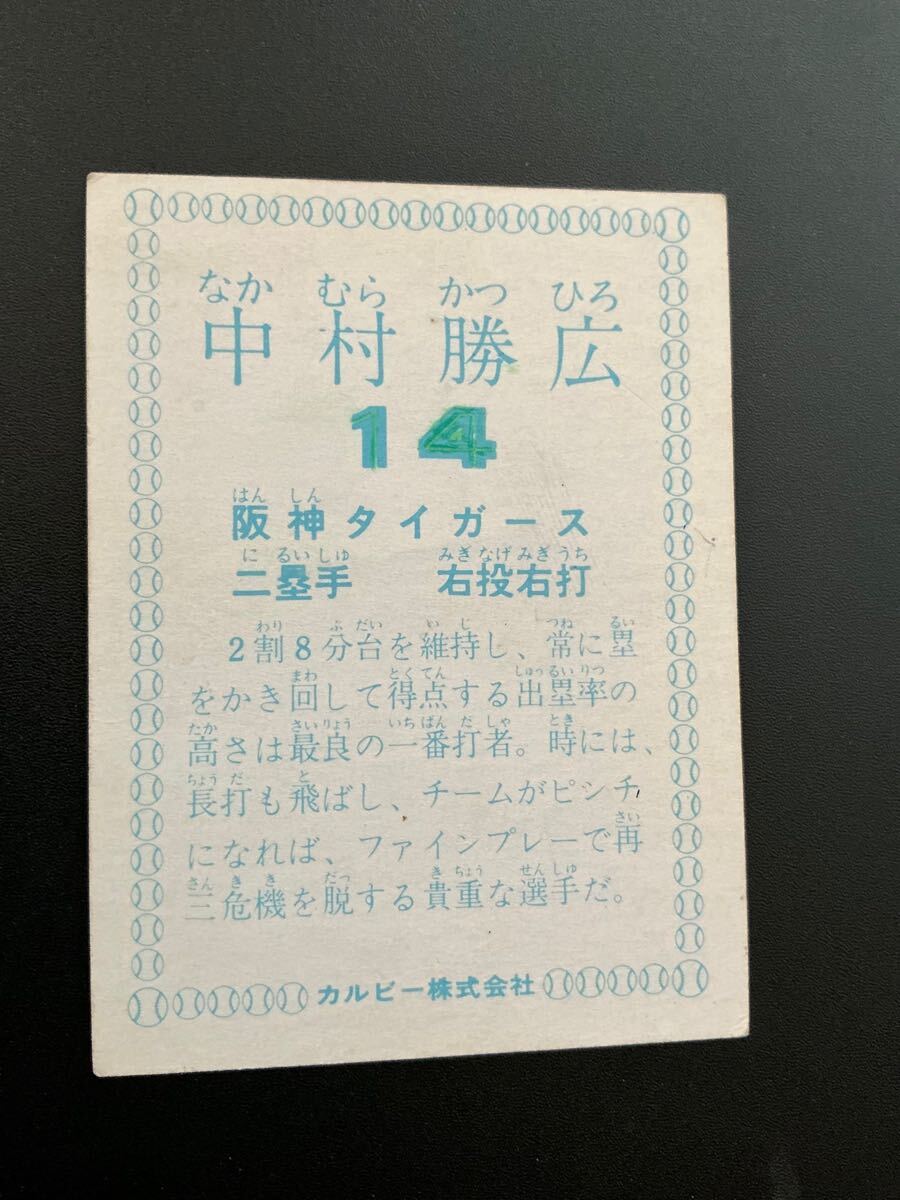 なか むら かつ ひろ
中村勝広
14
はん しん
阪神タイガース
に るい しゅ みぎ なげ みぎ うち
二塁手 右投右打
わり ぶ だい い じ つね るい
2割8分台を維持し、常に塁
まわ とく てん しゅつ るい りつ
をかき回して得点する出塁率の
たか さい りょう いち ばん だ しゃ とき
高さは最良の一番打者。時には、
ちょう だ と
長打も飛ばし、チームがピンチ
さい
になれば、ファインプレーで再
さん き き だっ き ちょう せん しゅ
三危機を脱する貴重な選手だ。
カルビー株式会社